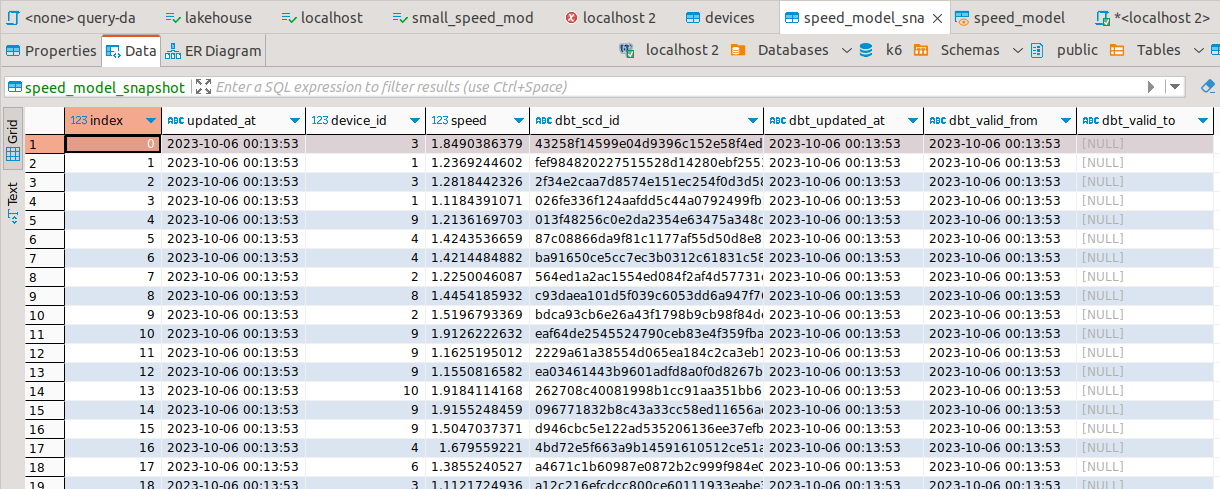 <none> query-da lakehouse localhost small_speed_mod localhost 2 devices speed_model_sna speed_model *<localhost 2>
Properties Data ER Diagram localhost 2 Databases k6 Schemas public Tables
speed_model_snapshot Enter a SQL expression to filter results (use Ctrl+Space)
Grid
Text
123 index ABC updated_at 123 device_id 123 speed ABC dbt_scd_id ABC dbt_updated_at ABC dbt_valid_from ABC dbt_valid_to
1 0 2023-10-06 00:13:53 3 1.8490386379 43258f14599e04d9396c152e58f4ed 2023-10-06 00:13:53 2023-10-06 00:13:53 [NULL]
2 1 2023-10-06 00:13:53 1 1.2369244602 fef984820227515528d14280ebf255 2023-10-06 00:13:53 2023-10-06 00:13:53 [NULL]
3 2 2023-10-06 00:13:53 3 1.2818442326 2f34e2caa7d8574e151ec254f0d3d58 2023-10-06 00:13:53 2023-10-06 00:13:53 [NULL]
4 3 2023-10-06 00:13:53 1 1.1184391071 026fe336f124aafdd5c44a0792499fb 2023-10-06 00:13:53 2023-10-06 00:13:53 [NULL]
5 4 2023-10-06 00:13:53 9 1.2136169703 013f48256c0e2da2354e63475a348c 2023-10-06 00:13:53 2023-10-06 00:13:53 [NULL]
6 5 2023-10-06 00:13:53 4 1.4243536659 87c08866da9f81c1177af55d50d8e8 2023-10-06 00:13:53 2023-10-06 00:13:53 [NULL]
7 6 2023-10-06 00:13:53 4 1.4214484882 ba91650ce5cc7ec3b0312c61831c58 2023-10-06 00:13:53 2023-10-06 00:13:53 [NULL]
8 7 2023-10-06 00:13:53 2 1.2250046087 564ed1a2ac1554ed084f2af4d57731 2023-10-06 00:13:53 2023-10-06 00:13:53 [NULL]
9 8 2023-10-06 00:13:53 8 1.4454185932 c93daea101d5f039c6053dd6a947f7 2023-10-06 00:13:53 2023-10-06 00:13:53 [NULL]
10 9 2023-10-06 00:13:53 2 1.5196793369 bdca93cb6e26a43f1798b9cb98f84d 2023-10-06 00:13:53 2023-10-06 00:13:53 [NULL]
11 10 2023-10-06 00:13:53 9 1.9126222632 eaf64de2545524790ceb83e4f359fba 2023-10-06 00:13:53 2023-10-06 00:13:53 [NULL]
12 11 2023-10-06 00:13:53 9 1.1625195012 2229a61a38554d065ea184c2ca3eb1 2023-10-06 00:13:53 2023-10-06 00:13:53 [NULL]
13 12 2023-10-06 00:13:53 9 1.1550816582 ea03461443b9601adfd8a0f0d8267b 2023-10-06 00:13:53 2023-10-06 00:13:53 [NULL]
14 13 2023-10-06 00:13:53 10 1.9184114168 262708c40081998b1cc91aa351bb6 2023-10-06 00:13:53 2023-10-06 00:13:53 [NULL]
15 14 2023-10-06 00:13:53 9 1.9155248459 096771832b8c43a33cc58ed11656a 2023-10-06 00:13:53 2023-10-06 00:13:53 [NULL]
16 15 2023-10-06 00:13:53 9 1.5047037371 d946cbc5e122ad535206136ee37efb 2023-10-06 00:13:53 2023-10-06 00:13:53 [NULL]
17 16 2023-10-06 00:13:53 4 1.679559221 4bd72e5f663a9b14591610512ce51a 2023-10-06 00:13:53 2023-10-06 00:13:53 [NULL]
18 17 2023-10-06 00:13:53 6 1.3855240527 a4671c1b60987e0872b2c999f984e0 2023-10-06 00:13:53 2023-10-06 00:13:53 [NULL]
19 18 2023-10-06 00:13:53 3 1.1121724936 a12c216efcdcc800ce60111933eabe 2023-10-06 00:13:53 2023-10-06 00:13:53 [NULL]